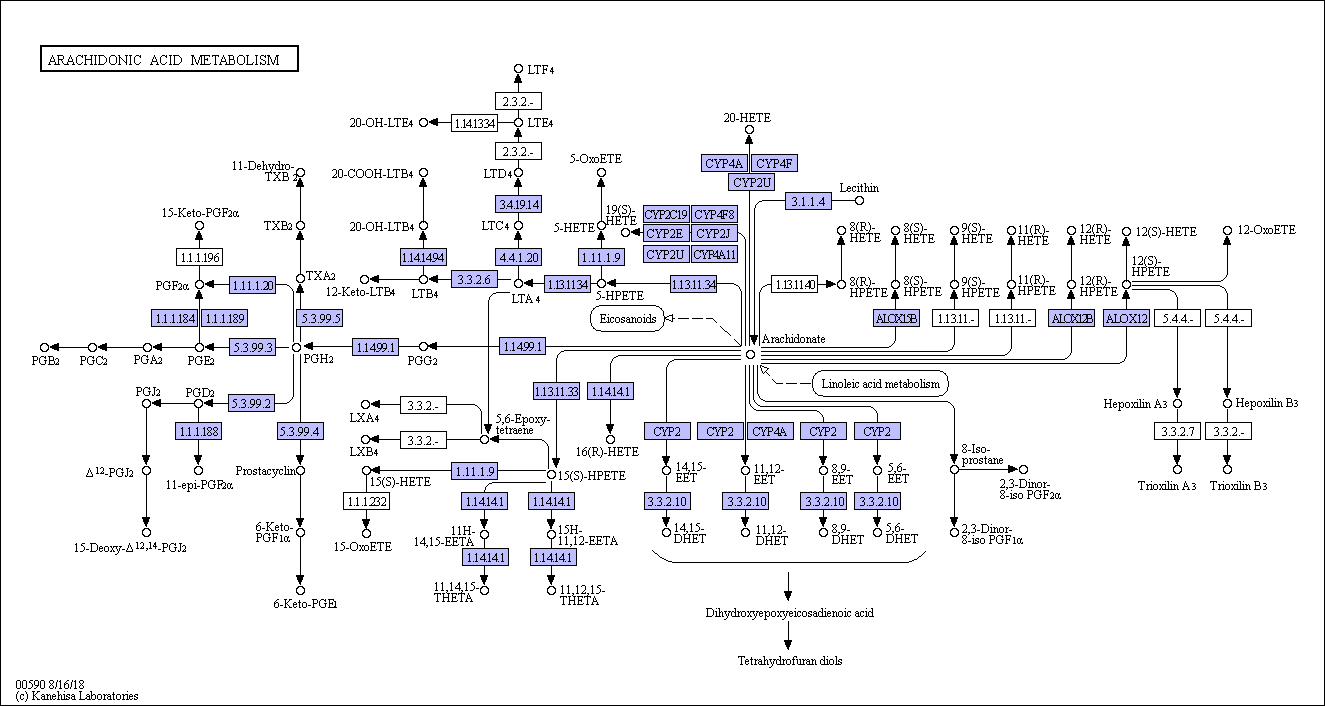 ARACHIDONIC ACID METABOLISM
LTF4
2.3.2.-
20-OH-LTE4
1.14.13.34
LTE4
20-HETE
2.3.2.-
11-Dehydro-
TXB2
20-COOH-LTB4
LTD4
5-OxoETE
CYP4A
CYP4F
CYP2U
Lecithin
3.1.1.4
15-Keto-PGF2α
TXB2
20-OH-LTB4
3.4.19.14
LTC4
5-HETE
19(S)-
HETE
CYP2C19
CYP4F8
CYP2E
CYP2J
CYP2U
CYP4A11
8(R)-
HETE
8(S)-
HETE
9(S)-
HETE
11(R)-
HETE
12(R)-
HETE
12(S)-HETE
12-OxoETE
1.1.1.196
1.14.14.94
4.4.1.20
1.11.1.9
12(S)-
HPETE
PGF2α
1.1.1.20
TXA2
12-Keto-LTB4
LTB4
3.3.2.6
LTA4
1.13.11.34
5-HPETE
1.13.11.34
1.13.11.40
8(R)-
HPETE
8(S)-
HPETE
9(S)-
HPETE
11(R)-
HPETE
12(R)-
HPETE
1.1.1.184
1.1.1.189
5.3.99.5
Eicosanoids
ALOX15B
1.13.11.-
1.13.11.-
ALOX12B
ALOX12
5.4.4.-
5.4.4.-
Arachidonate
PGB2
PGC2
PGA2
PGE2
5.3.99.3
PGH2
1.14.99.1
PGG2
1.14.99.1
Linoleic acid metabolism
PGJ2
PGD2
5.3.99.2
LXA4
3.3.2.-
1.13.11.33
1.14.14.1
Hepoxilin A3
Hepoxilin B3
5,6-Epoxy-
tetraene
1.1.1.188
5.3.99.4
LXB4
3.3.2.-
16(R)-HETE
CYP2
CYP2
CYP4A
CYP2
CYP2
3.3.2.7
3.3.2.-
8-Iso-
prostane
Δ12-PGJ2
11-epi-PGF2α
Prostacyclin
15(S)-HETE
1.11.1.9
15(S)-HPETE
14,15-
EET
11,12-
EET
8,9-
EET
5,6-
EET
2,3-Dinor-
8-iso PGF2α
Trioxilin A3
Trioxilin B3
1.1.1.232
1.14.14.1
1.14.14.1
3.3.2.10
3.3.2.10
3.3.2.10
3.3.2.10
15-Deoxy-Δ12,14-PGJ2
6-Keto-
PGF1α
15-OxoETE
11H-
14,15-EETA
15H-
11,12-EETA
14,15-
DHET
11,12-
DHET
8,9-
DHET
5,6-
DHET
2,3-Dinor-
8-iso PGF1α
1.14.14.1
1.14.14.1
6-Keto-PGE1
11,14,15-
THETA
11,12,15-
THETA
Dihydroxyepoxyeicosadienoic acid
Tetrahydrofuran diols
00590 8/16/18
(c) Kanehisa Laboratories